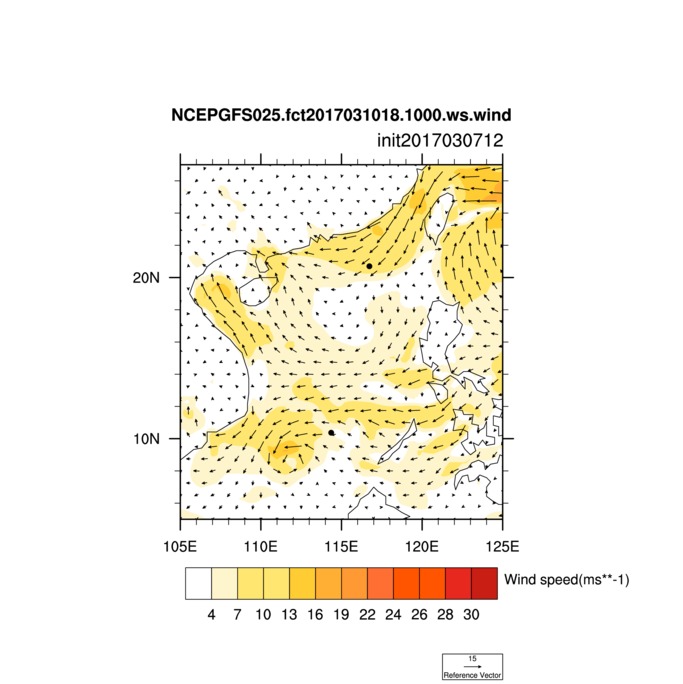 NCEPGFS025.fct2017031018.1000.ws.wind
init2017030712
20N
10N
105E 110E 115E 120E 125E
Wind speed(ms**-1)
4 7 10 13 16 19 22 24 26 28 30
15
Reference Vector